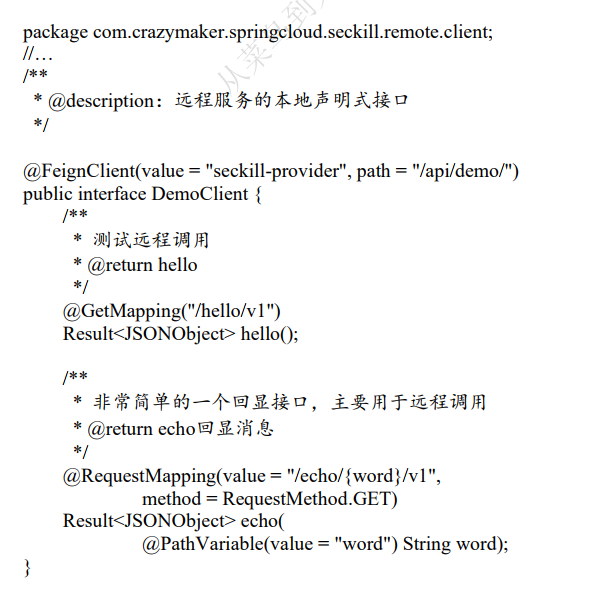 从菜鸟到
package com.crazymaker.springcloud.seckill.remote.client;
//…
/**
* @description：远程服务的本地声明式接口
*/
@FeignClient(value = "seckill-provider", path = "/api/demo/")
public interface DemoClient {
/**
* 测试远程调用
* @return hello
*/
@GetMapping("/hello/v1")
Result<JSONObject> hello();
/**
* 非常简单的一个回显接口，主要用于远程调用
* @return echo回显消息
*/
@RequestMapping(value = "/echo/{word}/v1",
method = RequestMethod.GET)
Result<JSONObject> echo(
@PathVariable(value = "word") String word);
}